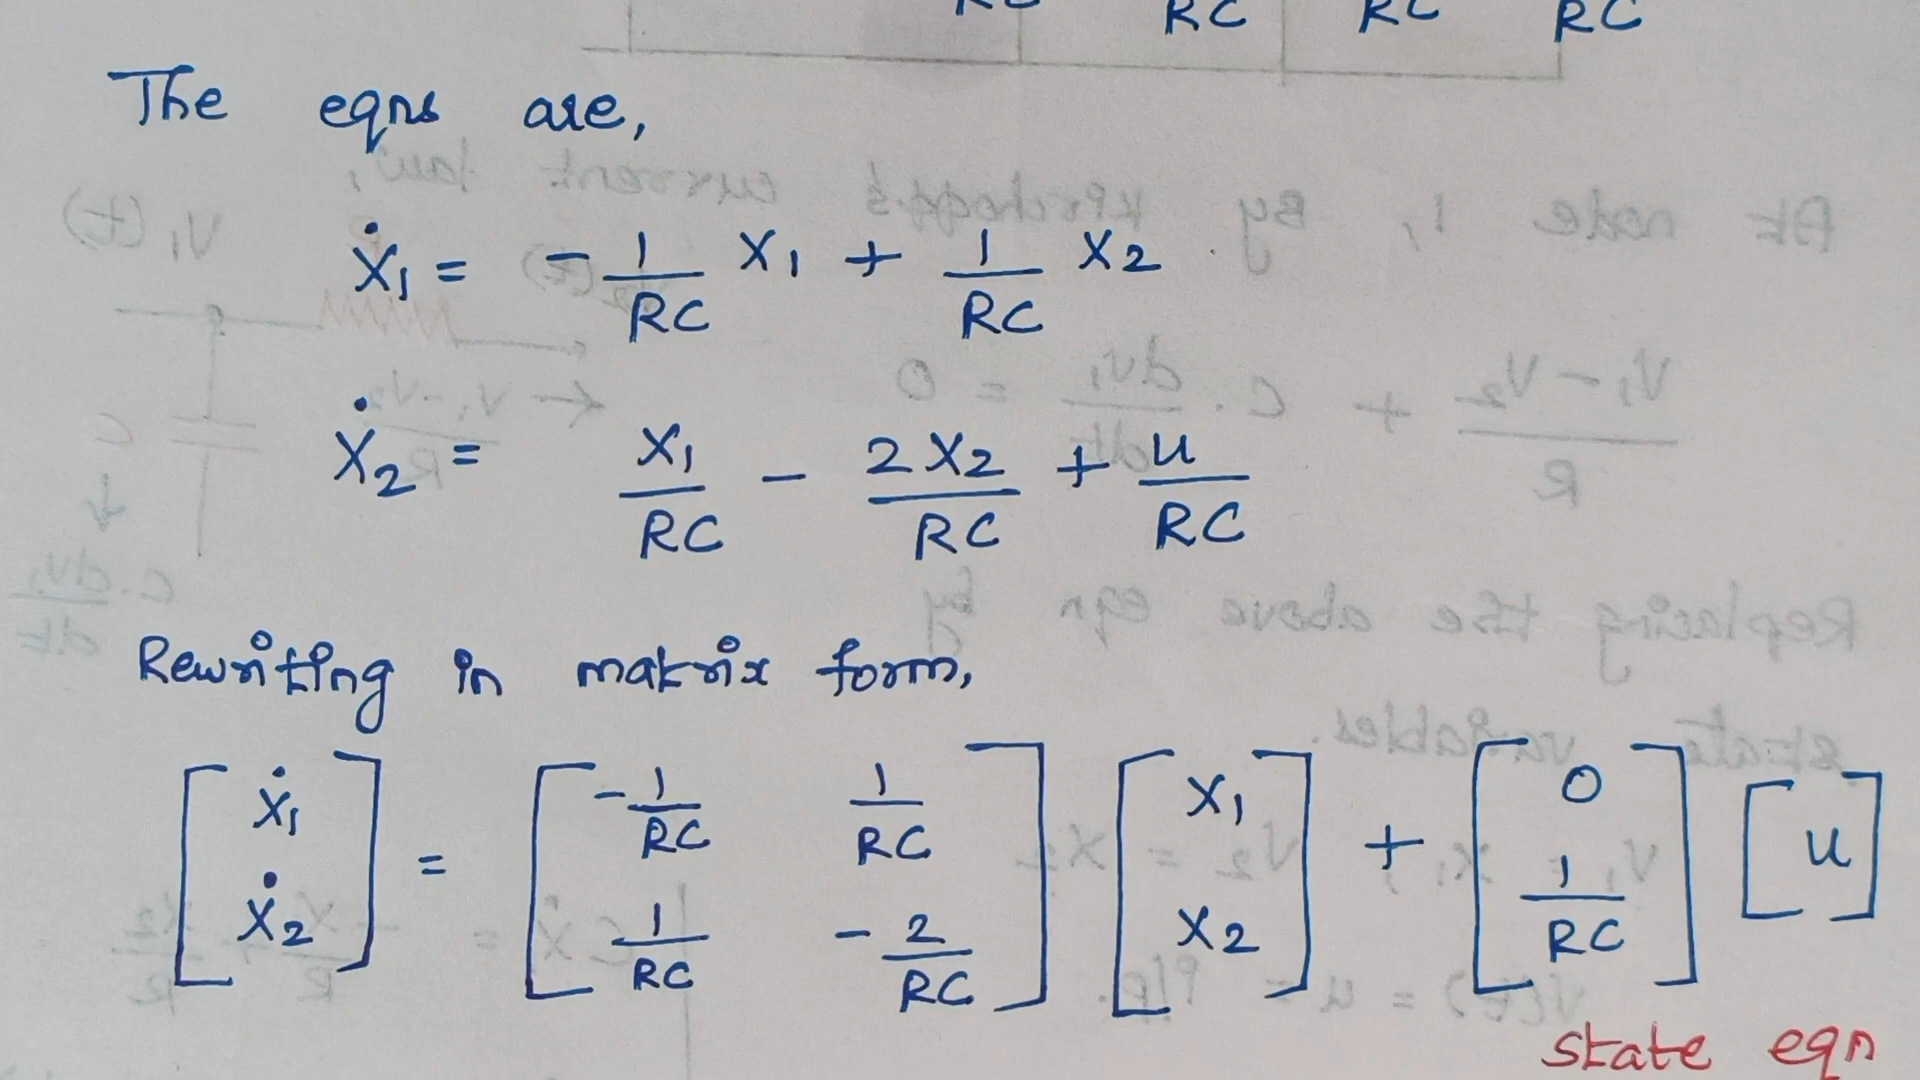 RC RC RC RC
The eqns are,
ẋ₁ = - 1/RC x₁ + 1/RC x₂
ẋ₂ = x₁/RC - 2x₂/RC + u/RC
Rewriting in matrix form,
[ẋ₁ ẋ₂] = [-1/RC 1/RC; 1/RC -2/RC] [x₁ x₂] + [0 1/RC] [u]
state eqn